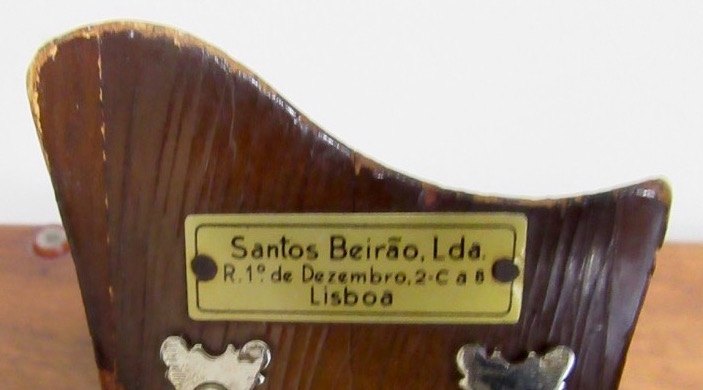 Santos Beirão, Lda.
R. 1º. de Dezembro, 2-C a 8
Lisboa